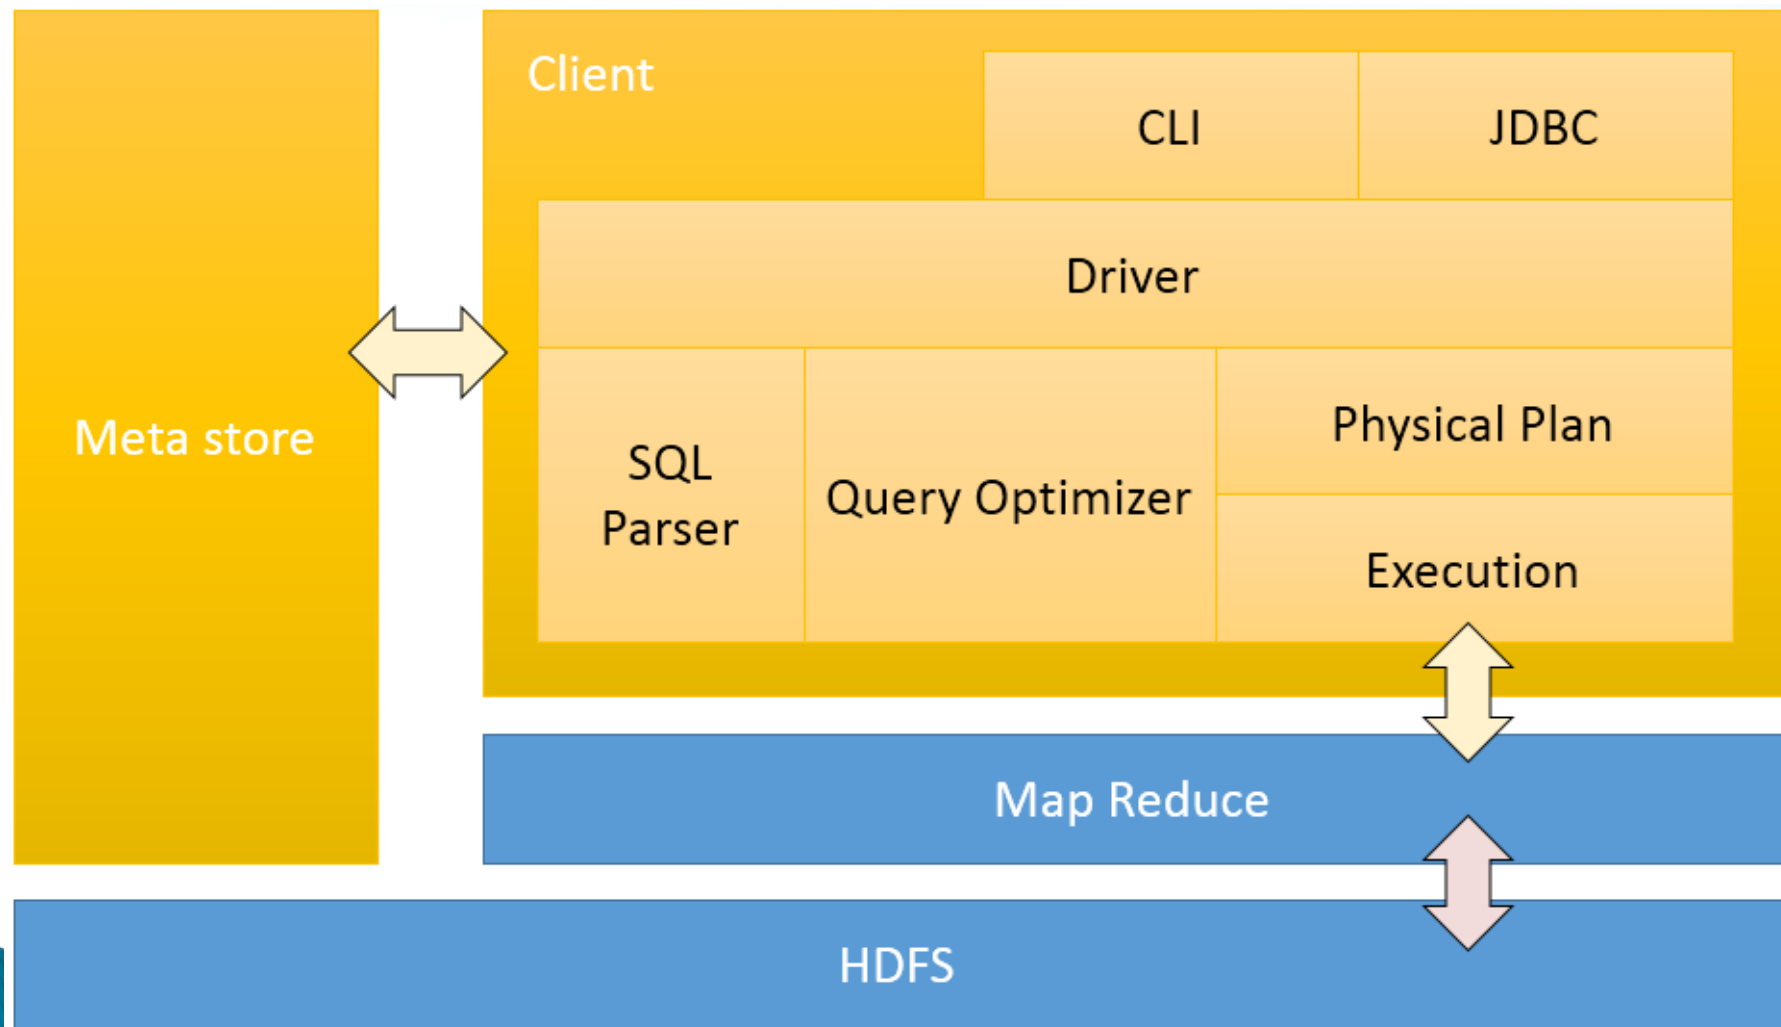 Client
CLI
JDBC
Driver
Meta store
SQL
Parser
Query Optimizer
Physical Plan
Execution
Map Reduce
HDFS